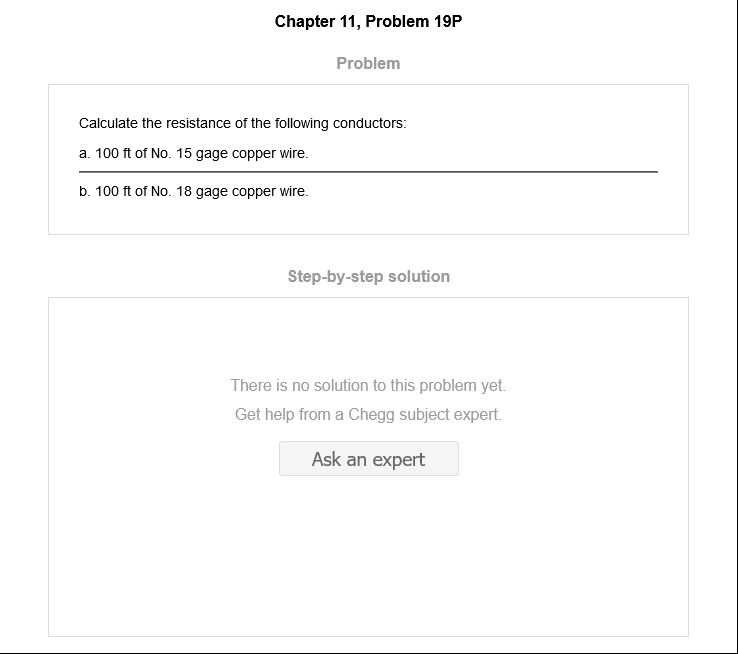 Chapter 11, Problem 19P
Problem
Calculate the resistance of the following conductors:
a. 100 ft of No. 15 gage copper wire.
b. 100 ft of No. 18 gage copper wire.
Step-by-step solution
There is no solution to this problem yet.
Get help from a Chegg subject expert.
Ask an expert